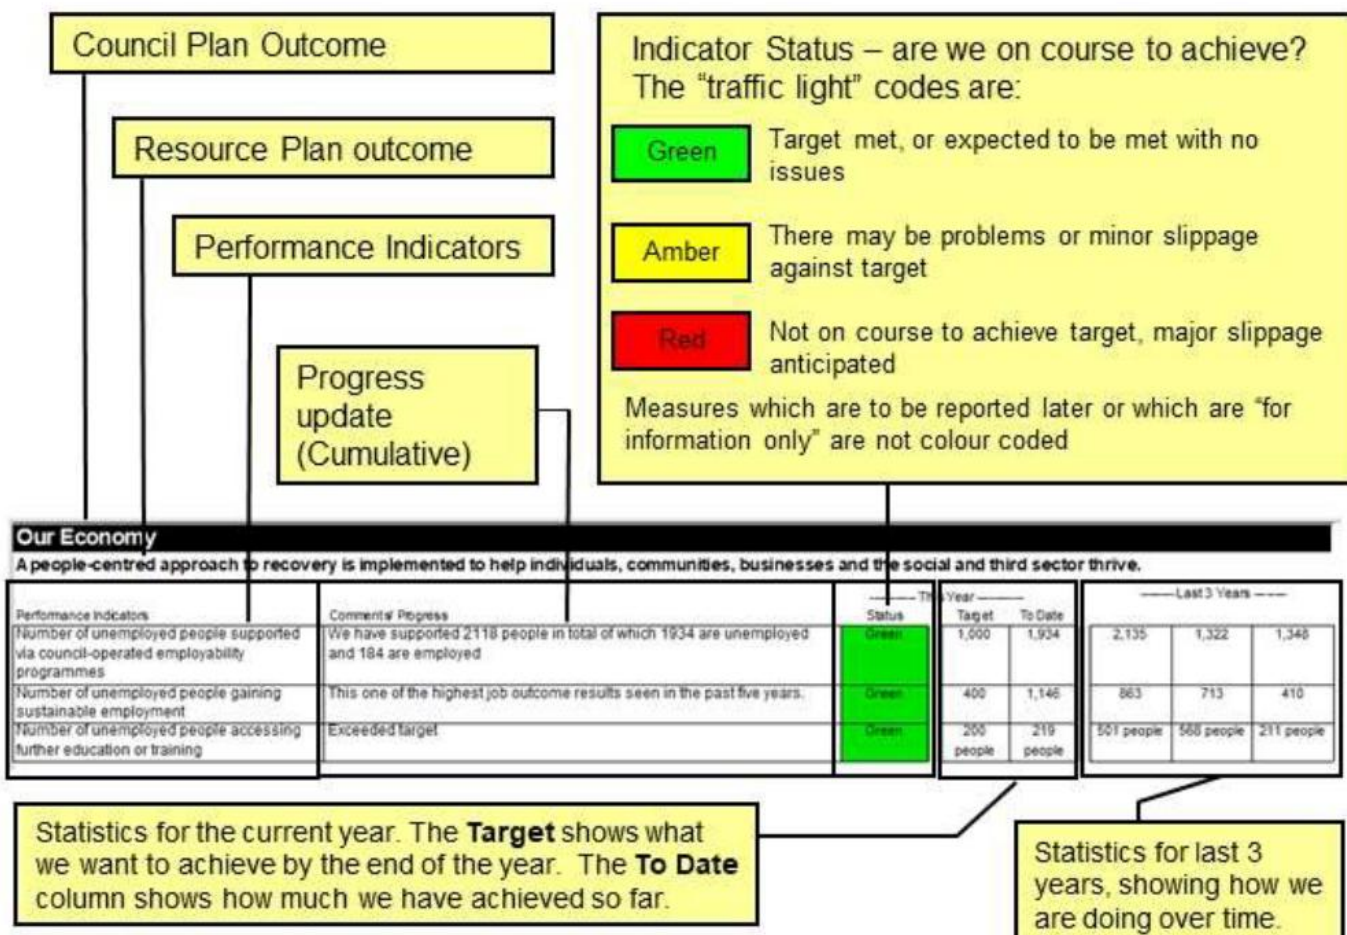 Council Plan Outcome
Resource Plan outcome
Performance Indicators
Progress
update
(Cumulative)
Indicator Status – are we on course to achieve?
The “traffic light” codes are:
Green
Target met, or expected to be met with no
issues
Amber
There may be problems or minor slippage
against target
Red
Not on course to achieve target, major slippage
anticipated
Measures which are to be reported later or which are “for
information only” are not colour coded
Our Economy
A people-centred approach to recovery is implemented to help individuals, communities, businesses and the social and third sector thrive.
--------- This Year --------- ------- Last 3 Years -------
Performance Indicators Comments/ Progress Status Target To Date
Number of unemployed people supported We have supported 2118 people in total of which 1934 are unemployed Green 1,000 1,934 2,135 1,322 1,348
via council-operated employability and 184 are employed
programmes
Number of unemployed people gaining This one of the highest job outcome results seen in the past five years. Green 400 1,146 863 713 410
sustainable employment
Number of unemployed people accessing Exceeded target Green 200 219 501 people 568 people 211 people
further education or training people people
Statistics for the current year. The Target shows what
we want to achieve by the end of the year. The To Date
column shows how much we have achieved so far.
Statistics for last 3
years, showing how we
are doing over time.